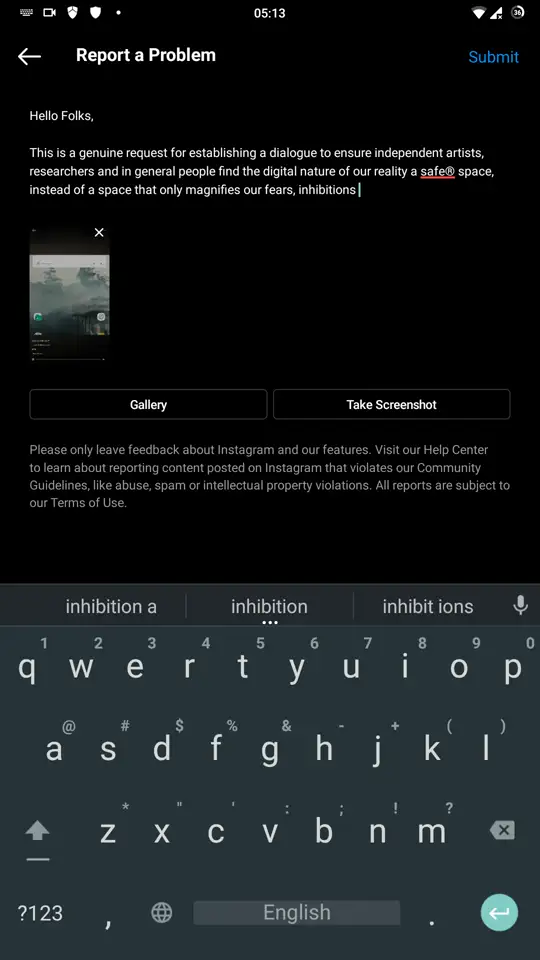 05:13
36
Report a Problem
Submit
Hello Folks,
This is a genuine request for establishing a dialogue to ensure independent artists,
researchers and in general people find the digital nature of our reality a safe® space,
instead of a space that only magnifies our fears, inhibitions
Gallery
Take Screenshot
Please only leave feedback about Instagram and our features. Visit our Help Center
to learn about reporting content posted on Instagram that violates our Community
Guidelines, like abuse, spam or intellectual property violations. All reports are subject to
our Terms of Use.
inhibition a
inhibition
inhibit ions
1 2 3 4 5 6 7 8 9 0
q w e r t y u i o p
@ # $ % & - + ( )
a s d f g h j k l
* " ' : ; ! ?
z x c v b n m
?123 , English .